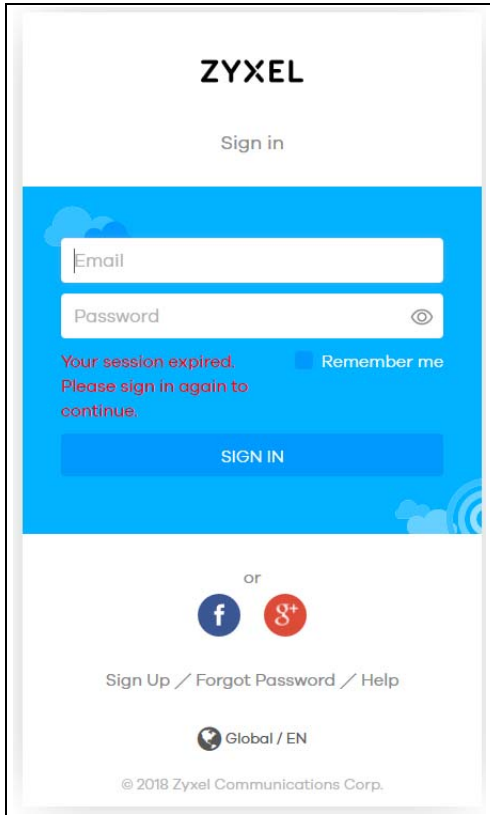 ZYXEL
Sign in
Email
Password
Your session expired.
Please sign in again to
continue.
Remember me
SIGN IN
or
f
g+
Sign Up / Forgot Password / Help
Global / EN
© 2018 Zyxel Communications Corp.